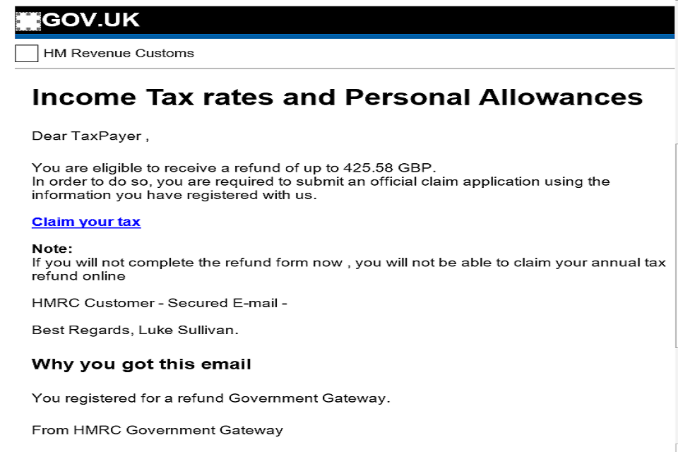 GOV.UK
HM Revenue Customs
Income Tax rates and Personal Allowances
Dear TaxPayer ,
You are eligible to receive a refund of up to 425.58 GBP.
In order to do so, you are required to submit an official claim application using the
information you have registered with us.
Claim your tax
Note:
If you will not complete the refund form now , you will not be able to claim your annual tax
refund online
HMRC Customer - Secured E-mail -
Best Regards, Luke Sullivan.
Why you got this email
You registered for a refund Government Gateway.
From HMRC Government Gateway